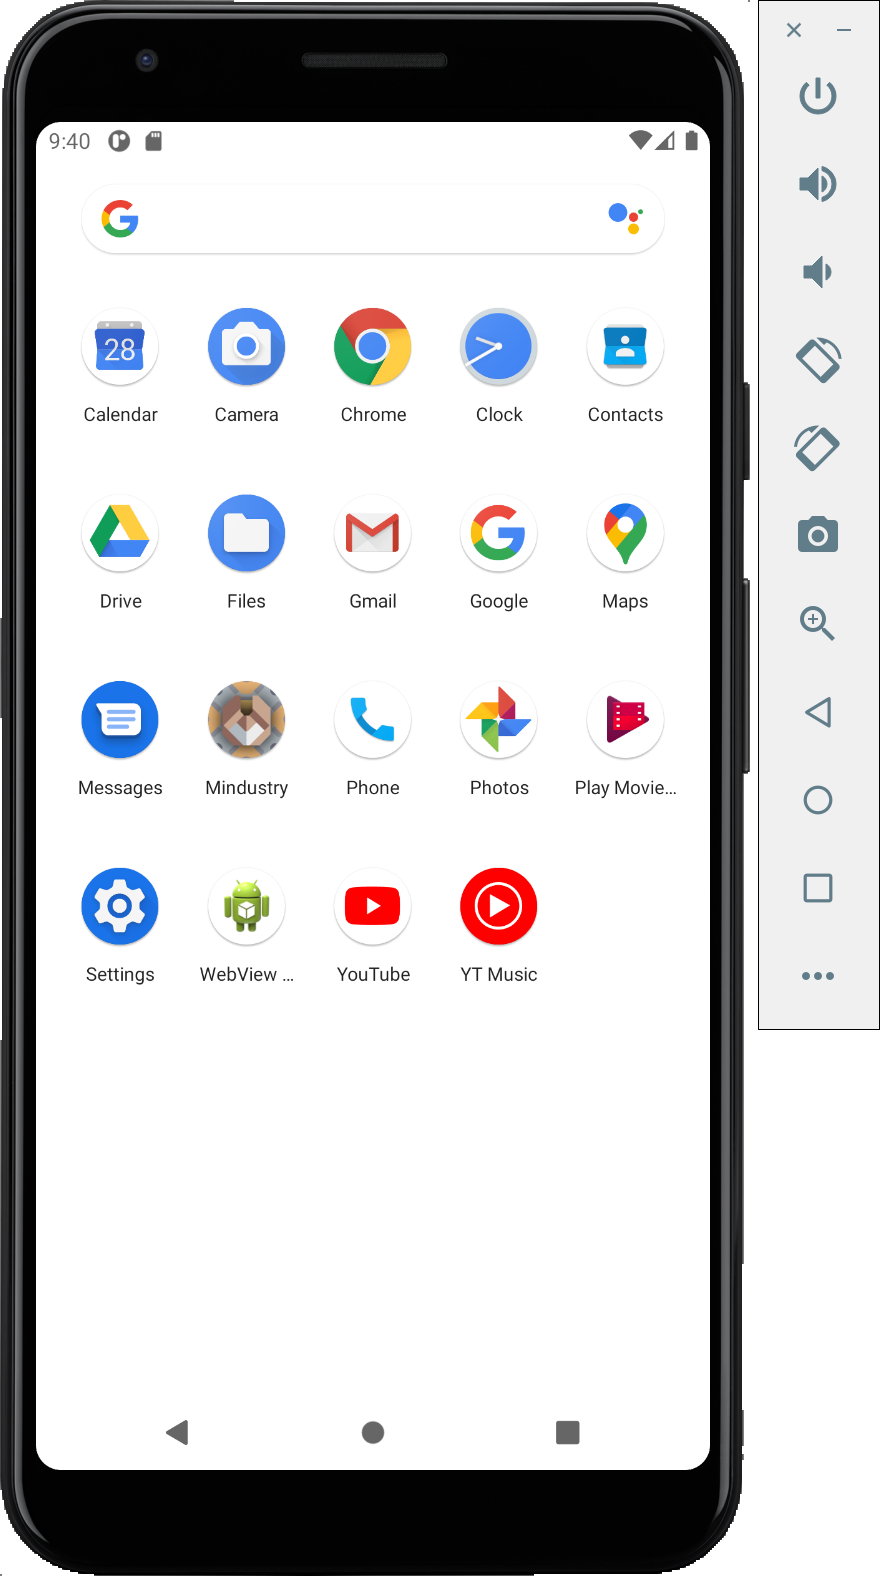 9:40
28
Calendar
Camera
Chrome
Clock
Contacts
Drive
Files
Gmail
Google
Maps
Messages
Mindustry
Phone
Photos
Play Movie...
Settings
WebView ...
YouTube
YT Music